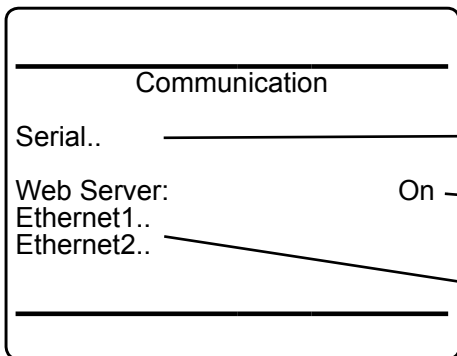 Communication
Serial..
Web Server: On
Ethernet1..
Ethernet2..